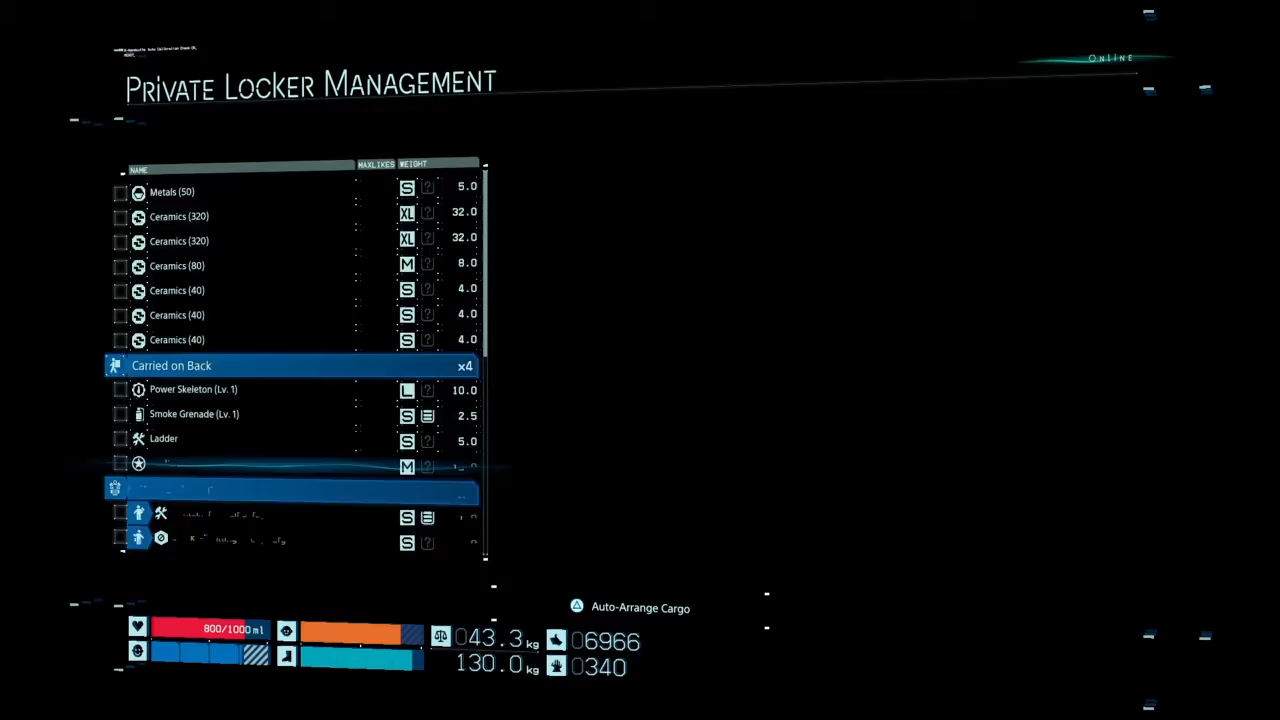 Private Locker Management
Online
NAME MAXLIKES WEIGHT
Metals (50) S ? 5.0
Ceramics (320) XL ? 32.0
Ceramics (320) XL ? 32.0
Ceramics (80) M ? 8.0
Ceramics (40) S ? 4.0
Ceramics (40) S ? 4.0
Ceramics (40) S ? 4.0
Carried on Back x4
Power Skeleton (Lv. 1) L ? 10.0
Smoke Grenade (Lv. 1) S 2.5
Ladder S ? 5.0
M ?
S
S ?
Auto-Arrange Cargo
800/1000 ml
043.3 kg 06966
130.0 kg 0340